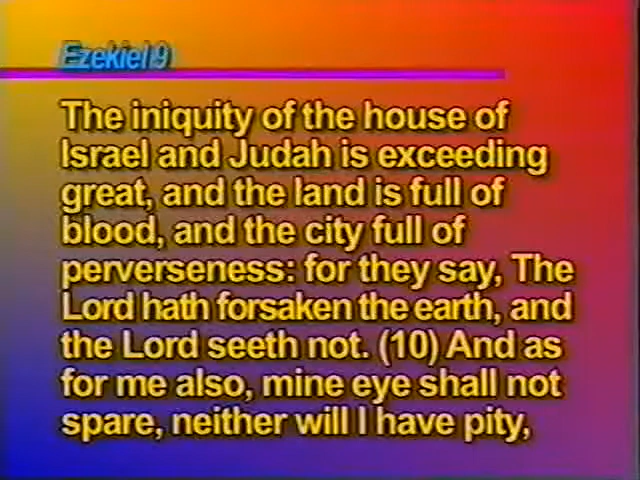 Ezekiel 9
The iniquity of the house of
Israel and Judah is exceeding
great, and the land is full of
blood, and the city full of
perverseness: for they say, The
Lord hath forsaken the earth, and
the Lord seeth not. (10) And as
for me also, mine eye shall not
spare, neither will I have pity,